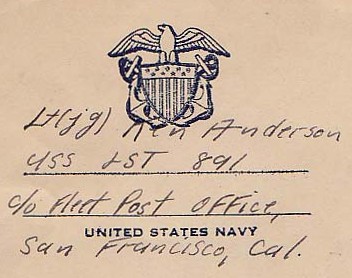 Lt(jg) Ken Anderson
USS LST 891
c/o Fleet Post Office,
UNITED STATES NAVY
San Francisco, Cal.